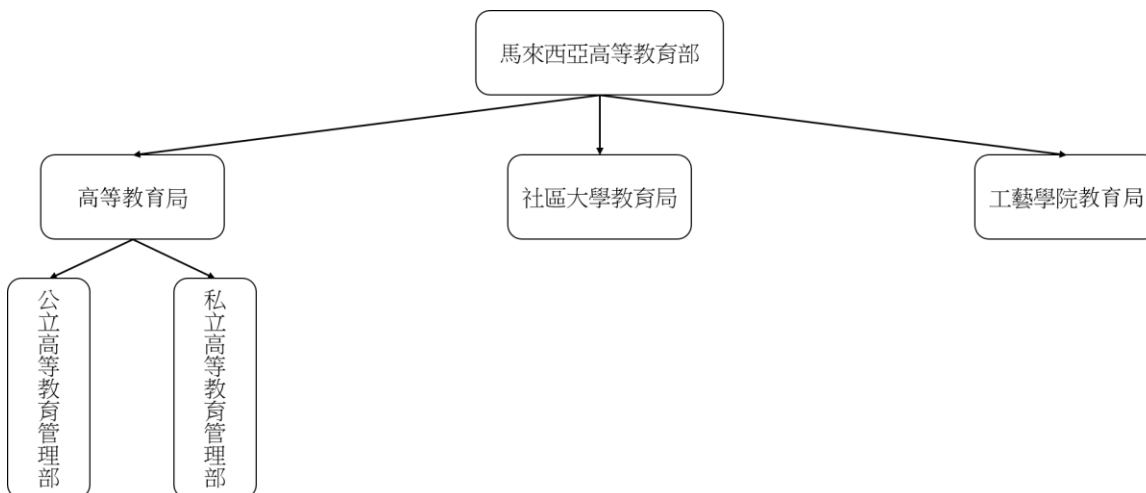 馬來西亞高等教育部
高等教育局
社區大學教育局
工藝學院教育局
公立高等教育管理部
私立高等教育管理部